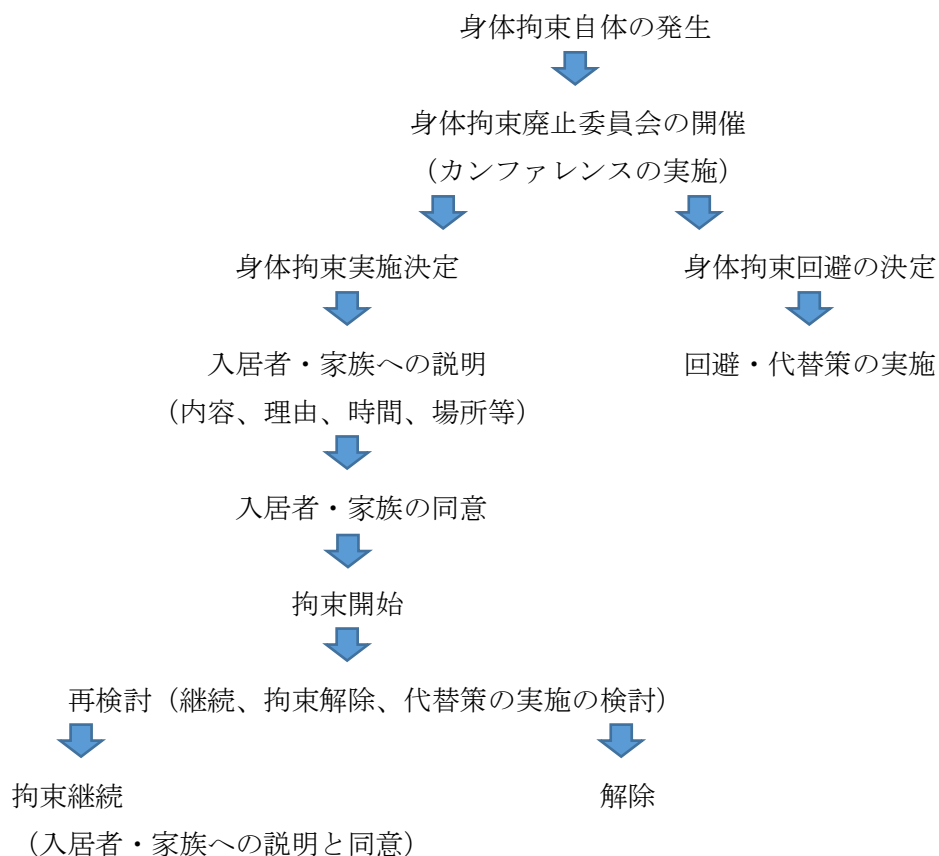 身体拘束自体の発生
身体拘束廃止委員会の開催
（カンファレンスの実施）
身体拘束実施決定
身体拘束回避の決定
入居者・家族への説明
回避・代替策の実施
（内容、理由、時間、場所等）
入居者・家族の同意
拘束開始
再検討（継続、拘束解除、代替策の実施の検討）
拘束継続
解除
（入居者・家族への説明と同意）